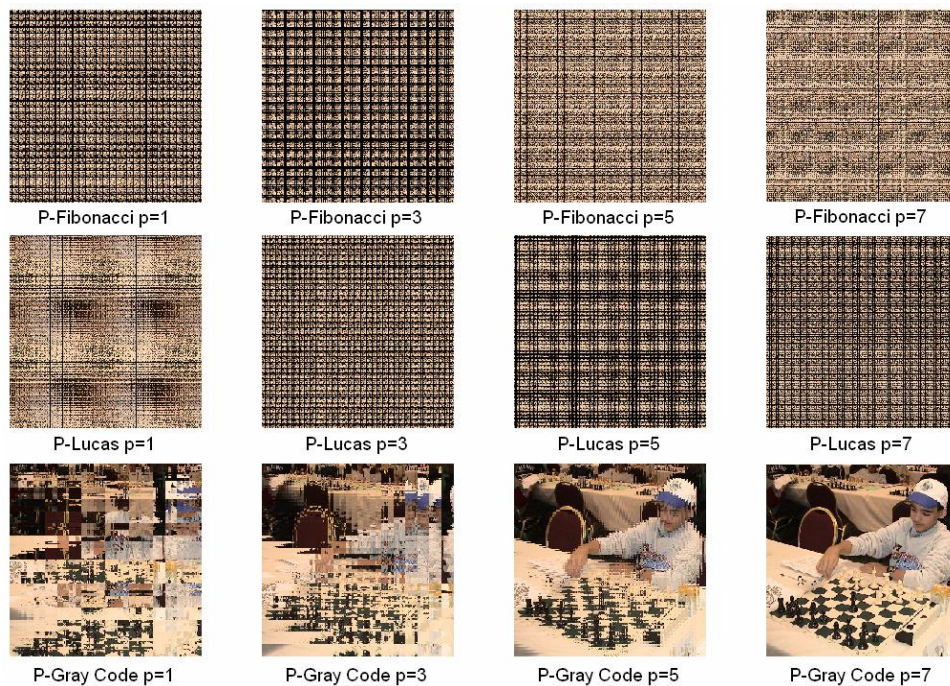 P-Fibonacci p=1
P-Fibonacci p=3
P-Fibonacci p=5
P-Fibonacci p=7
P-Lucas p=1
P-Lucas p=3
P-Lucas p=5
P-Lucas p=7
P-Gray Code p=1
P-Gray Code p=3
P-Gray Code p=5
P-Gray Code p=7